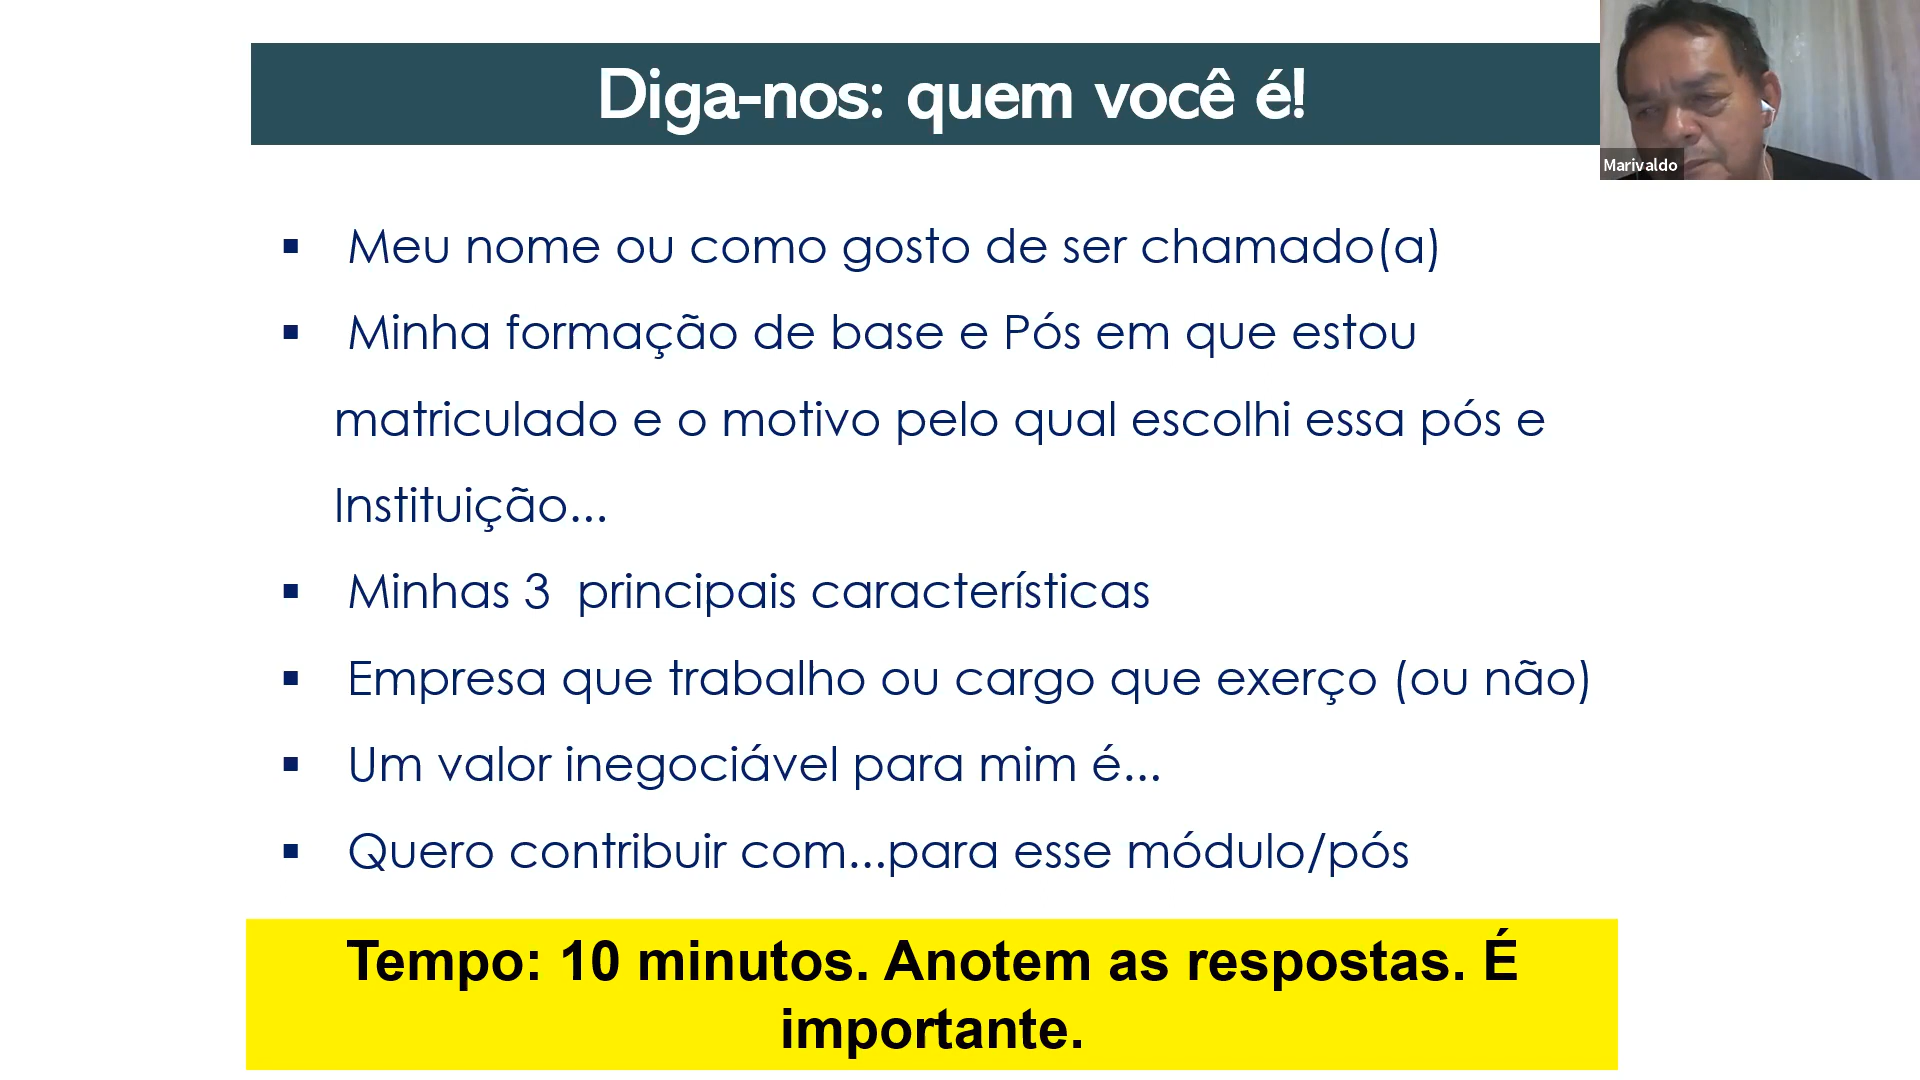 Diga-nos: quem você é!
Marivaldo
▪ Meu nome ou como gosto de ser chamado(a)
▪ Minha formação de base e Pós em que estou
matriculado e o motivo pelo qual escolhi essa pós e
Instituição...
▪ Minhas 3 principais características
▪ Empresa que trabalho ou cargo que exerço (ou não)
▪ Um valor inegociável para mim é...
▪ Quero contribuir com...para esse módulo/pós
Tempo: 10 minutos. Anotem as respostas. É
importante.